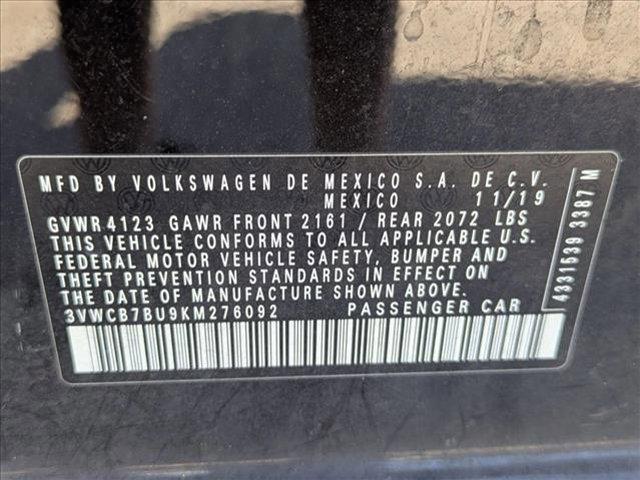 MFD BY VOLKSWAGEN DE MEXICO S.A. DE C.V.
MEXICO 11/19
GVWR 4123 GAWR FRONT 2161 / REAR 2072 LBS
THIS VEHICLE CONFORMS TO ALL APPLICABLE U.S.
FEDERAL MOTOR VEHICLE SAFETY, BUMPER AND
THEFT PREVENTION STANDARDS IN EFFECT ON
THE DATE OF MANUFACTURE SHOWN ABOVE.
3VWCB7BU9KM276092 PASSENGER CAR
4331539 3387 M